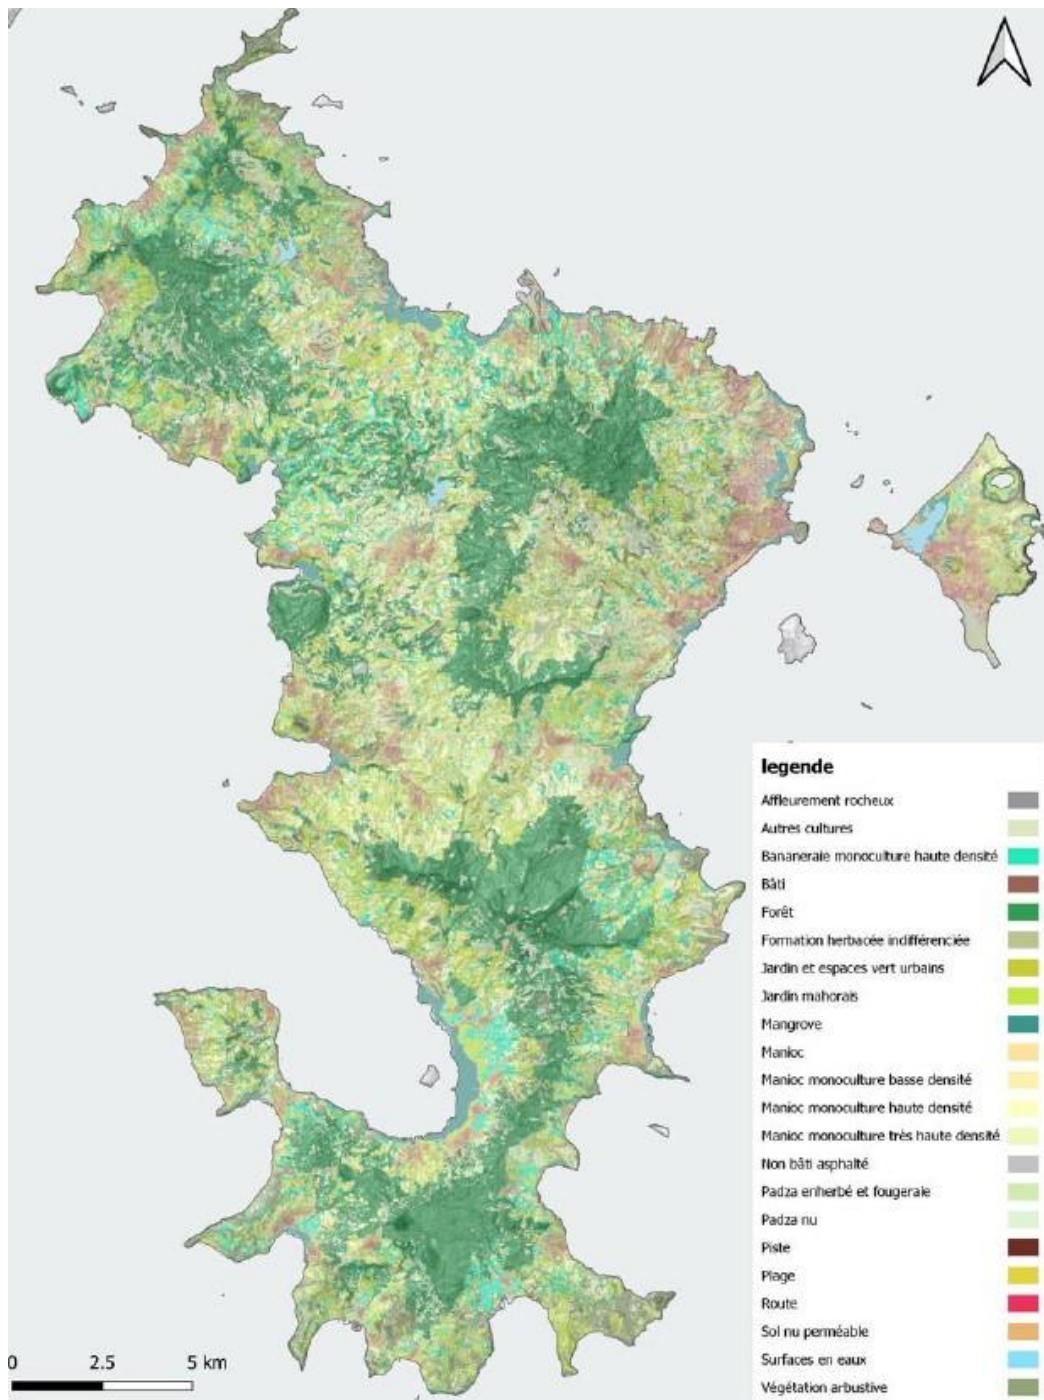 legende
Affleurement rocheux
Autres cultures
Bananeraie monoculture haute densité
Bâti
Forêt
Formation herbacée indifférenciée
Jardin et espaces vert urbains
Jardin mahorais
Mangrove
Manioc
Manioc monoculture basse densité
Manioc monoculture haute densité
Manioc monoculture très haute densité
Non bâti asphalté
Padza enherbé et fougeraie
Padza nu
Piste
Plage
Route
Sol nu perméable
Surfaces en eaux
Végétation arbustive
0 2.5 5 km